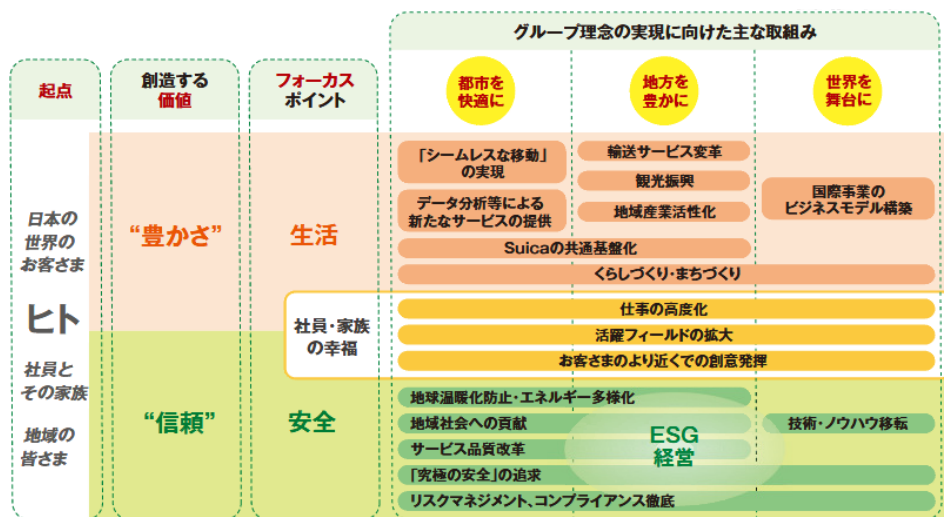 グループ理念の実現に向けた主な取組み
起点
創造する
価値
フォーカス
ポイント
都市を
快適に
地方を
豊かに
世界を
舞台に
日本の
世界の
お客さま
ヒト
社員と
その家族
地域の
皆さま
“豊かさ”
“信頼”
生活
社員・家族
の幸福
安全
「シームレスな移動」
の実現
データ分析等による
新たなサービスの提供
輸送サービス変革
観光振興
地域産業活性化
国際事業の
ビジネスモデル構築
Suicaの共通基盤化
くらしづくり・まちづくり
仕事の高度化
活躍フィールドの拡大
お客さまのより近くでの創意発揮
地球温暖化防止・エネルギー多様化
地域社会への貢献
サービス品質改革
ESG
経営
技術・ノウハウ移転
「究極の安全」の追求
リスクマネジメント、コンプライアンス徹底